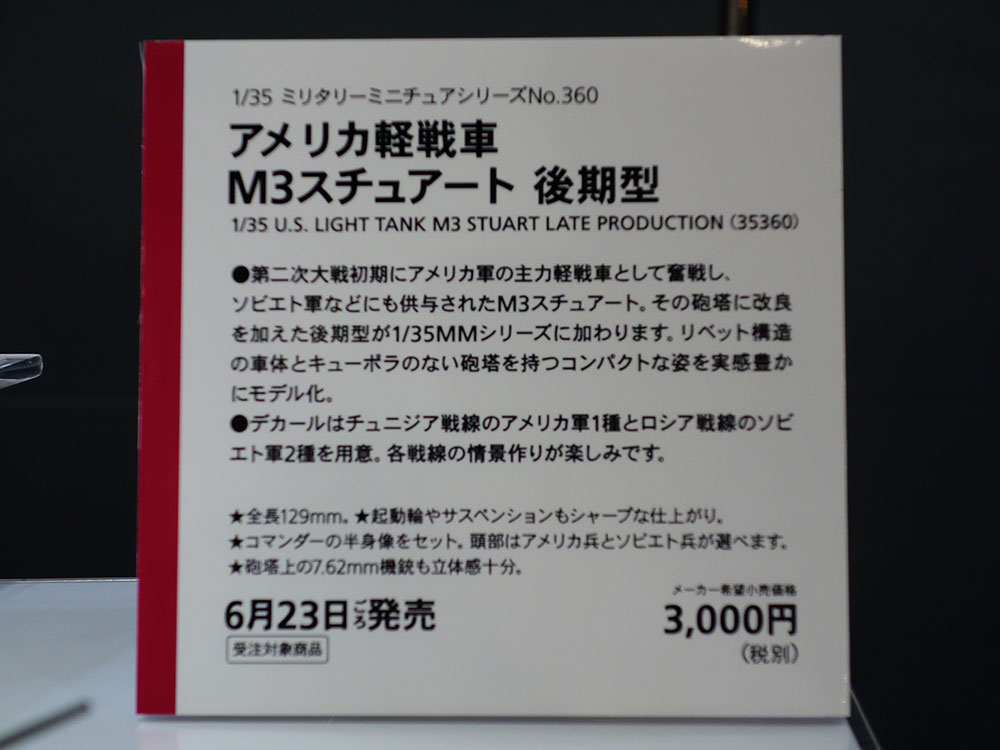 1/35 ミリタリーミニチュアシリーズNo.360
アメリカ軽戦車
M3スチュアート 後期型
1/35 U.S. LIGHT TANK M3 STUART LATE PRODUCTION (35360)
●第二次大戦初期にアメリカ軍の主力軽戦車として奮戦し、
ソビエト軍などにも供与されたM3スチュアート。その砲塔に改良
を加えた後期型が1/35MMシリーズに加わります。リベット構造
の車体とキューポラのない砲塔を持つコンパクトな姿を実感豊か
にモデル化。
●デカールはチュニジア戦線のアメリカ軍1種とロシア戦線のソビ
エト軍2種を用意。各戦線の情景作りが楽しみです。
★全長129mm。★起動輪やサスペンションもシャープな仕上がり。
★コマンダーの半身像をセット。頭部はアメリカ兵とソビエト兵が選べます。
★砲塔上の7.62mm機銃も立体感十分。
6月23日ごろ発売
受注対象商品
メーカー希望小売価格
3,000円
(税別)